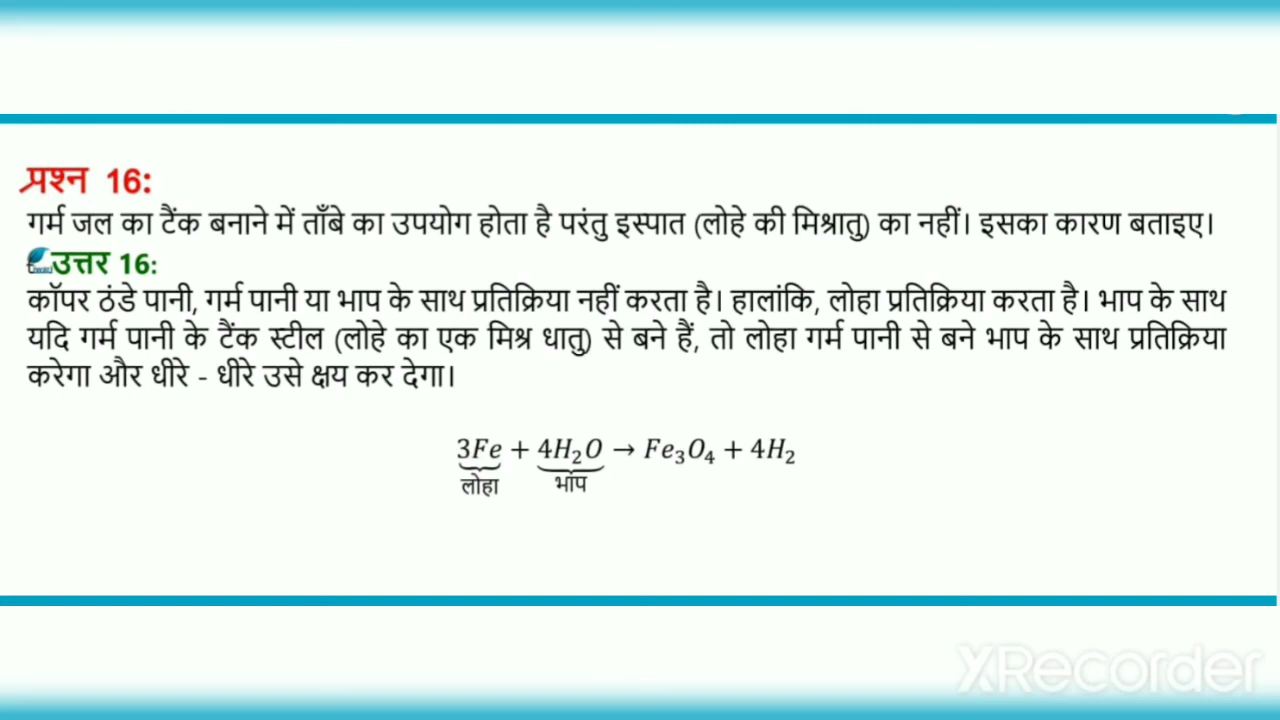 प्रश्न 16:
गर्म जल का टैंक बनाने में ताँबे का उपयोग होता है परंतु इस्पात (लोहे की मिश्रातु) का नहीं। इसका कारण बताइए।
उत्तर 16:
कॉपर ठंडे पानी, गर्म पानी या भाप के साथ प्रतिक्रिया नहीं करता है। हालांकि, लोहा प्रतिक्रिया करता है। भाप के साथ
यदि गर्म पानी के टैंक स्टील (लोहे का एक मिश्र धातु) से बने हैं, तो लोहा गर्म पानी से बने भाप के साथ प्रतिक्रिया
करेगा और धीरे - धीरे उसे क्षय कर देगा।
3Fe + 4H₂O → Fe₃O₄ + 4H₂
लोहा भांप
XRecorder